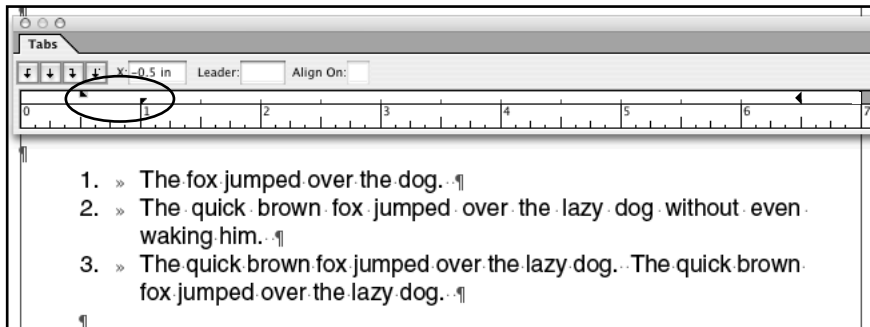 Tabs
X: -0.5 in Leader: Align On:
0 1 2 3 4 5 6 7
¶
1. » The fox jumped over the dog. ¶
2. » The quick brown fox jumped over the lazy dog without even
waking him. ¶
3. » The quick brown fox jumped over the lazy dog. The quick brown
fox jumped over the lazy dog. ¶
¶